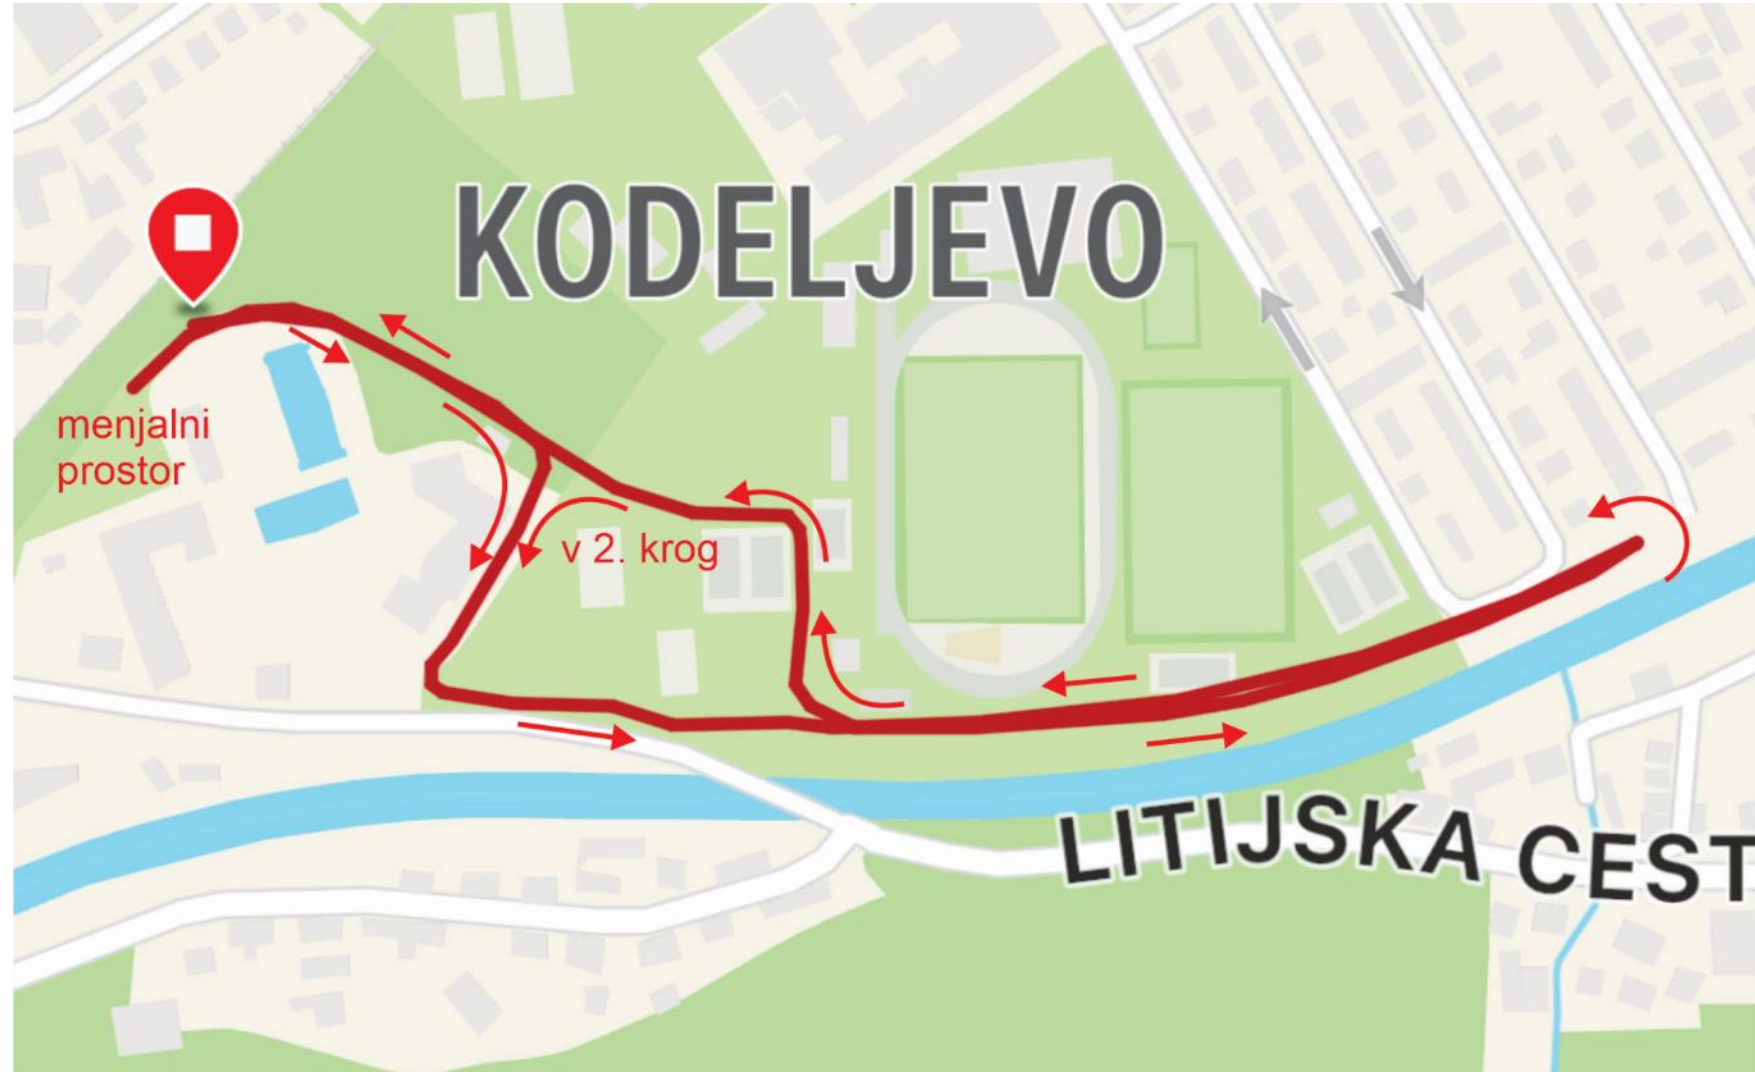 KODELJEVO
menjalni
prostor
v 2. krog
LITIJSKA CEST